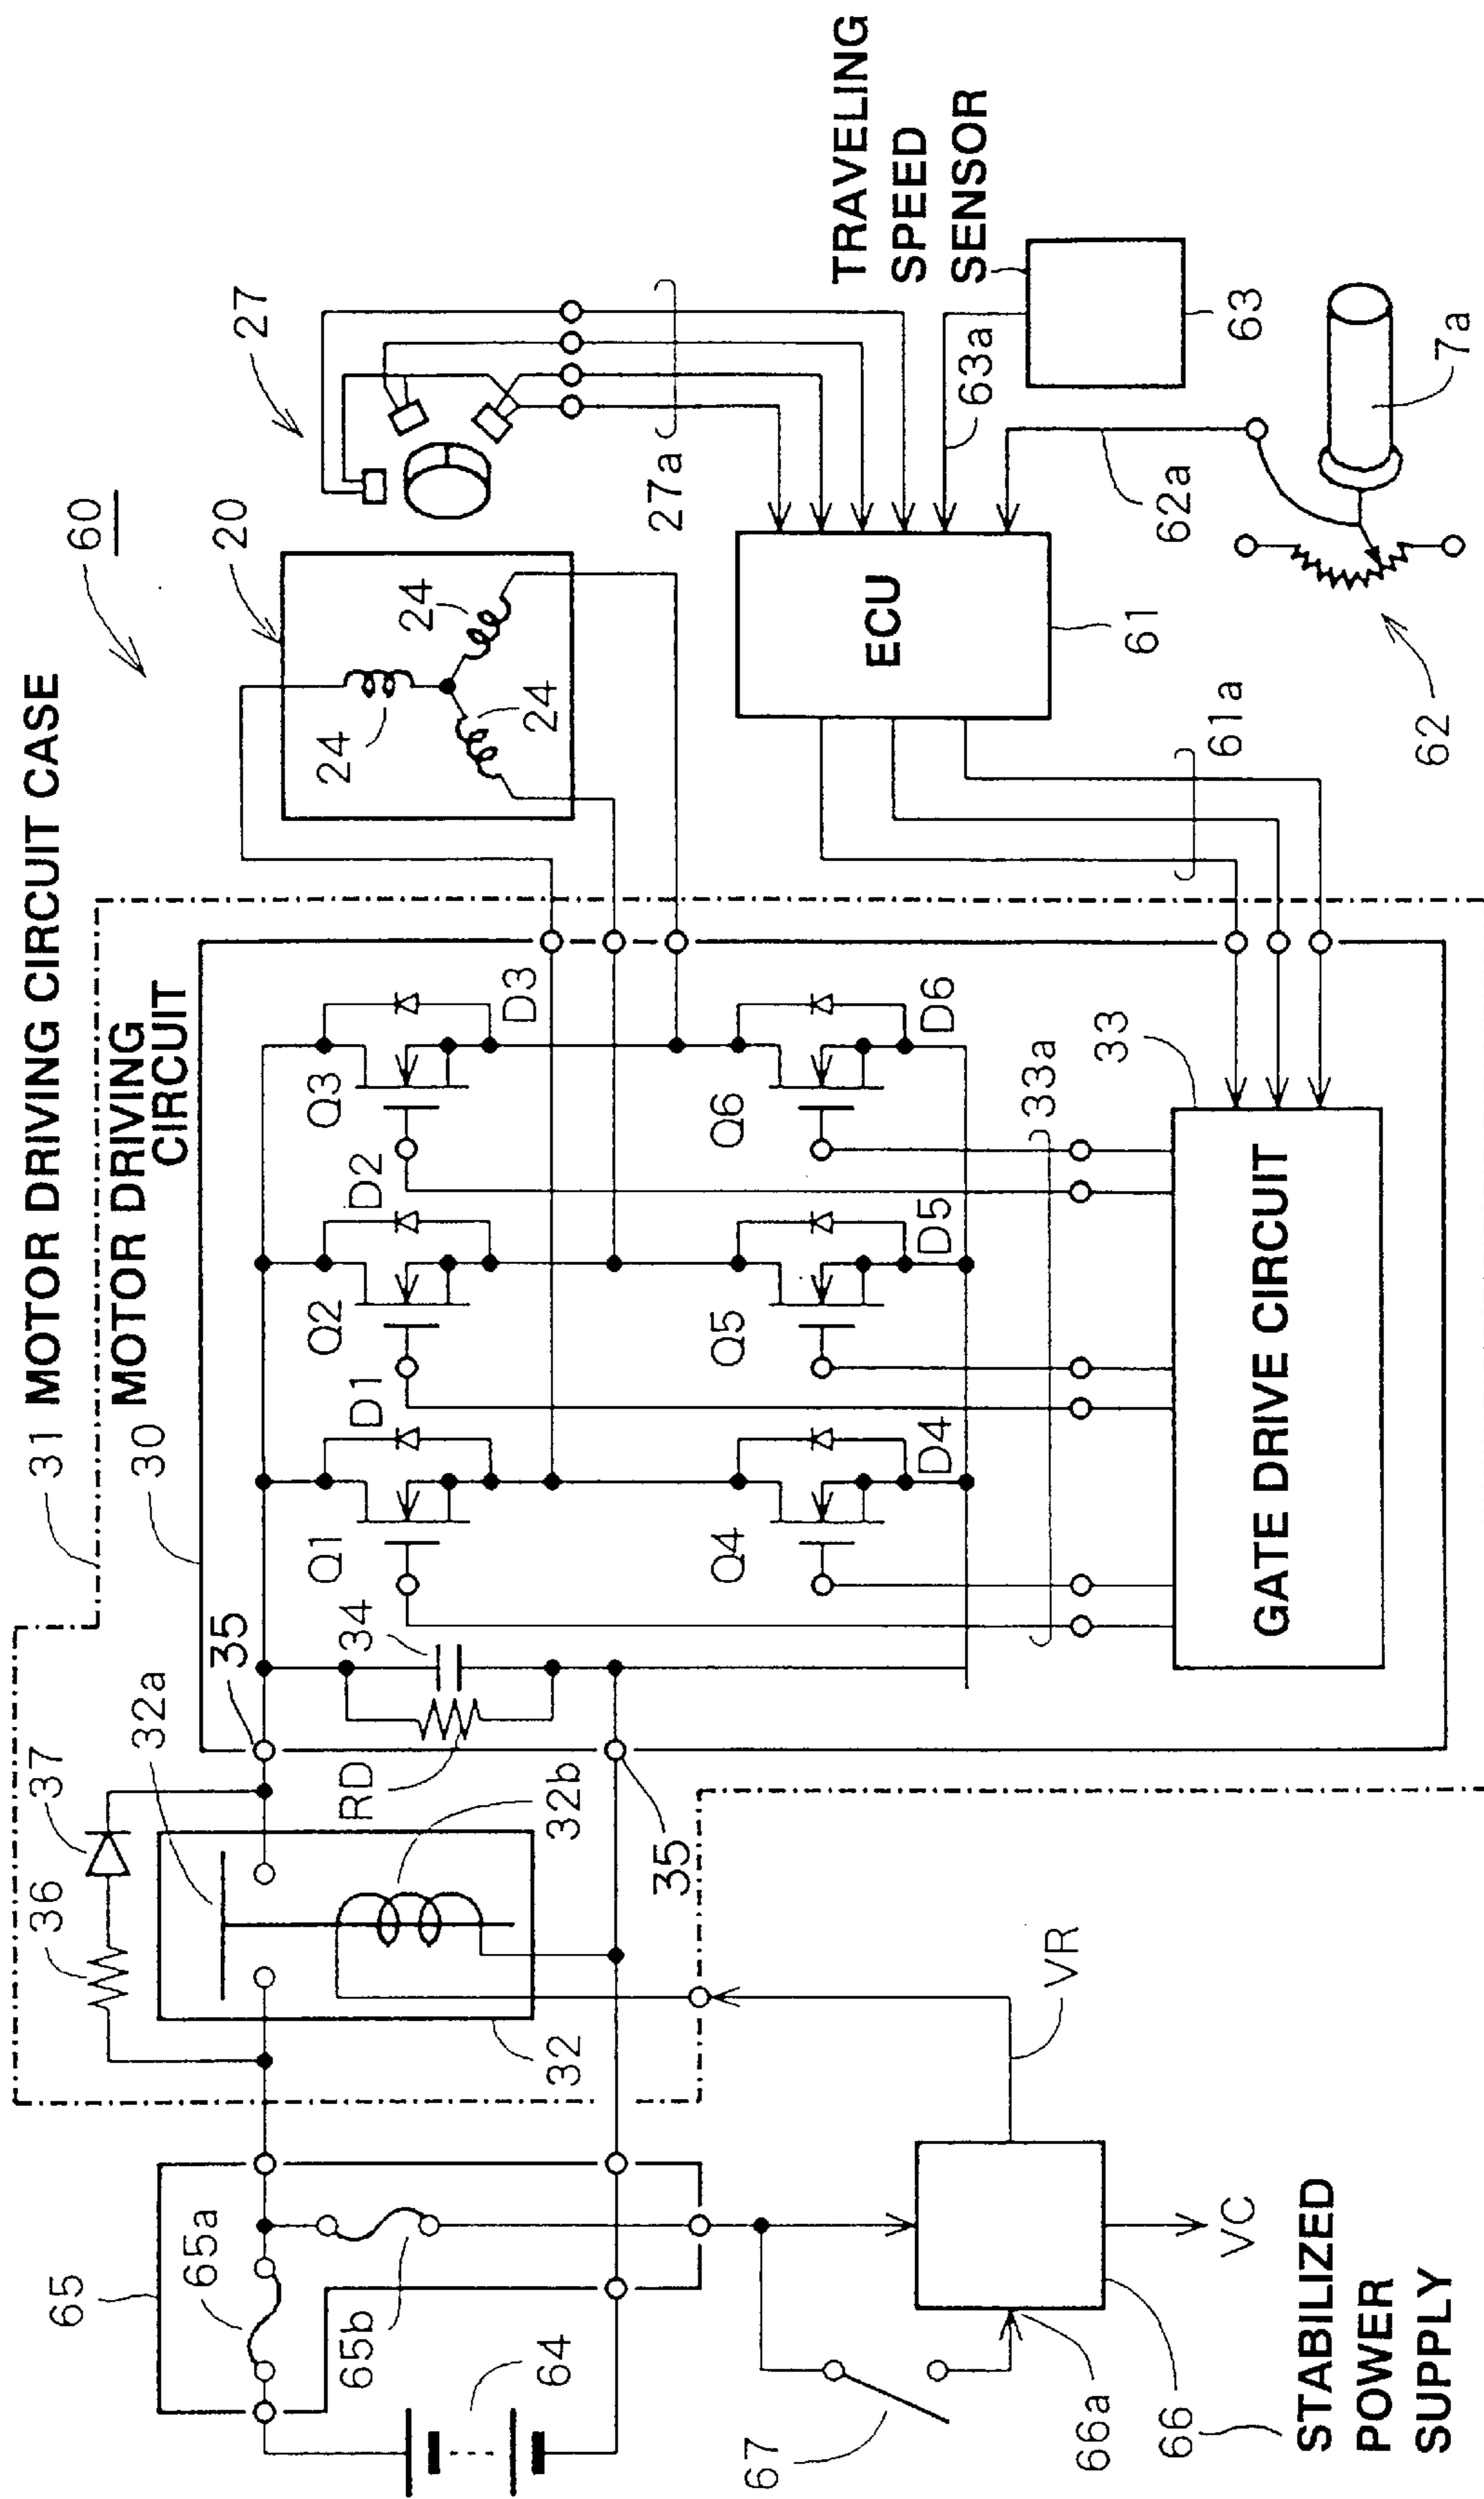 60
31 MOTOR DRIVING CIRCUIT CASE
30 MOTOR DRIVING
CIRCUIT
65
65a
65b
64
36
37
32a
32b
32
35
35
RD
34
Q1
D1
Q2
D2
Q3
D3
Q4
D4
Q5
D5
Q6
D6
33a
33
GATE DRIVE CIRCUIT
20
24
24
24
27
27a
TRAVELING
SPEED
SENSOR
63a
63
ECU
61
61a
62a
62
7a
67
66a
66
VR
VC
STABILIZED
POWER
SUPPLY